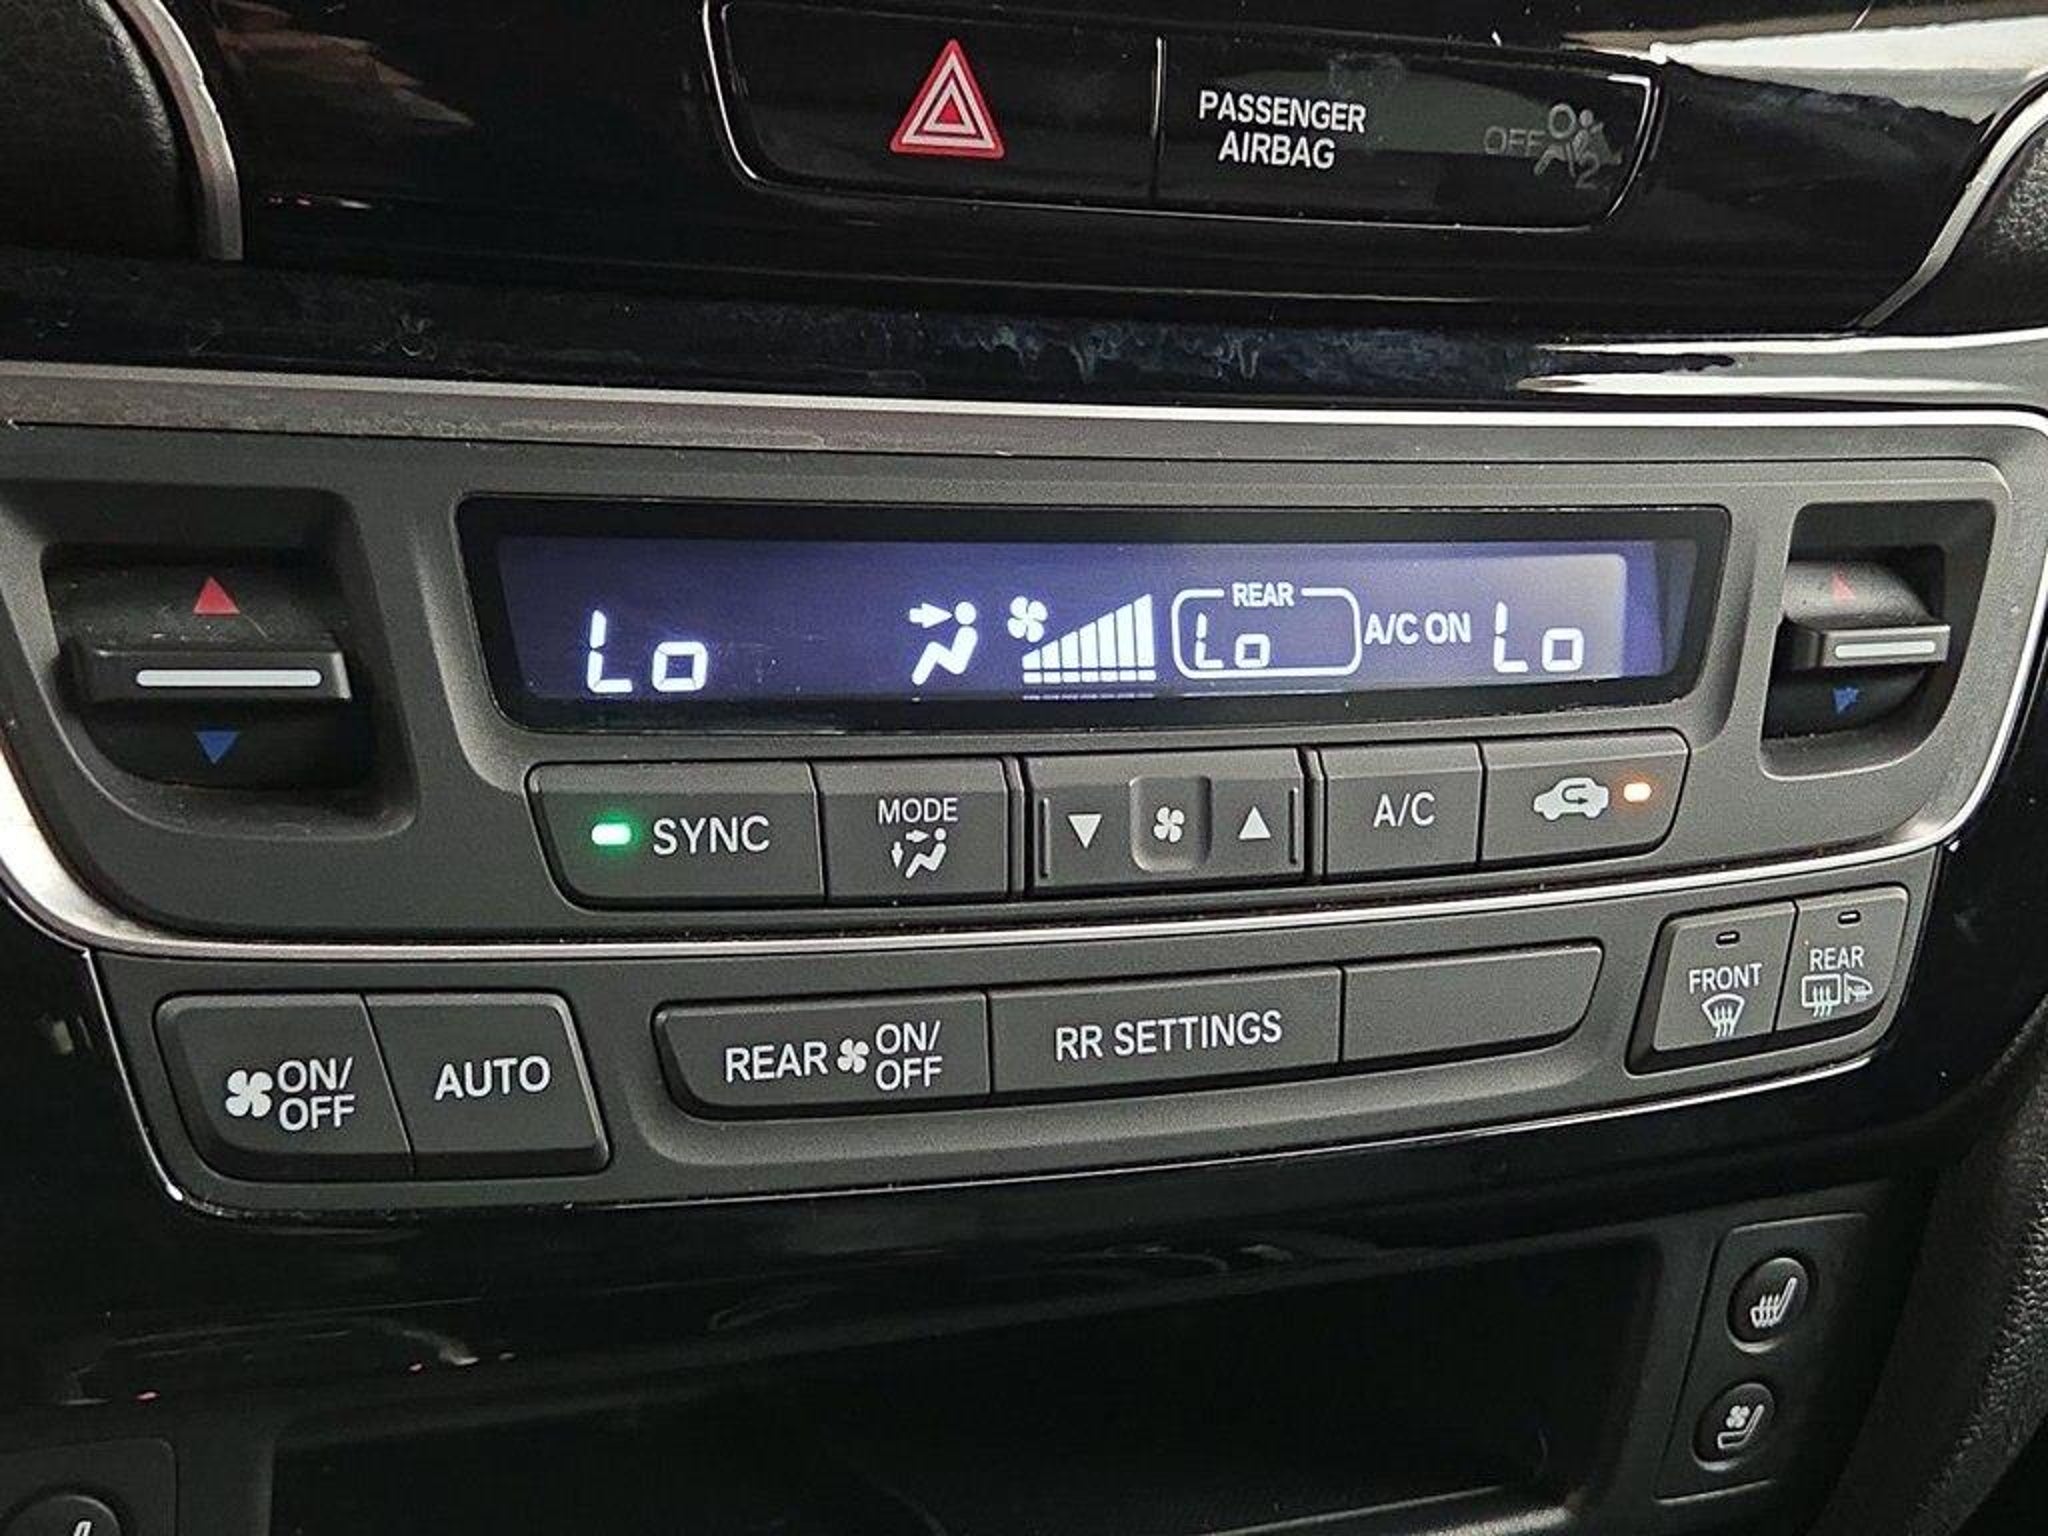 PASSENGER
AIRBAG
OFF
2
Lo
REAR
Lo
A/C ON
Lo
SYNC
MODE
A/C
ON/
OFF
AUTO
REAR
ON/
OFF
RR SETTINGS
FRONT
REAR